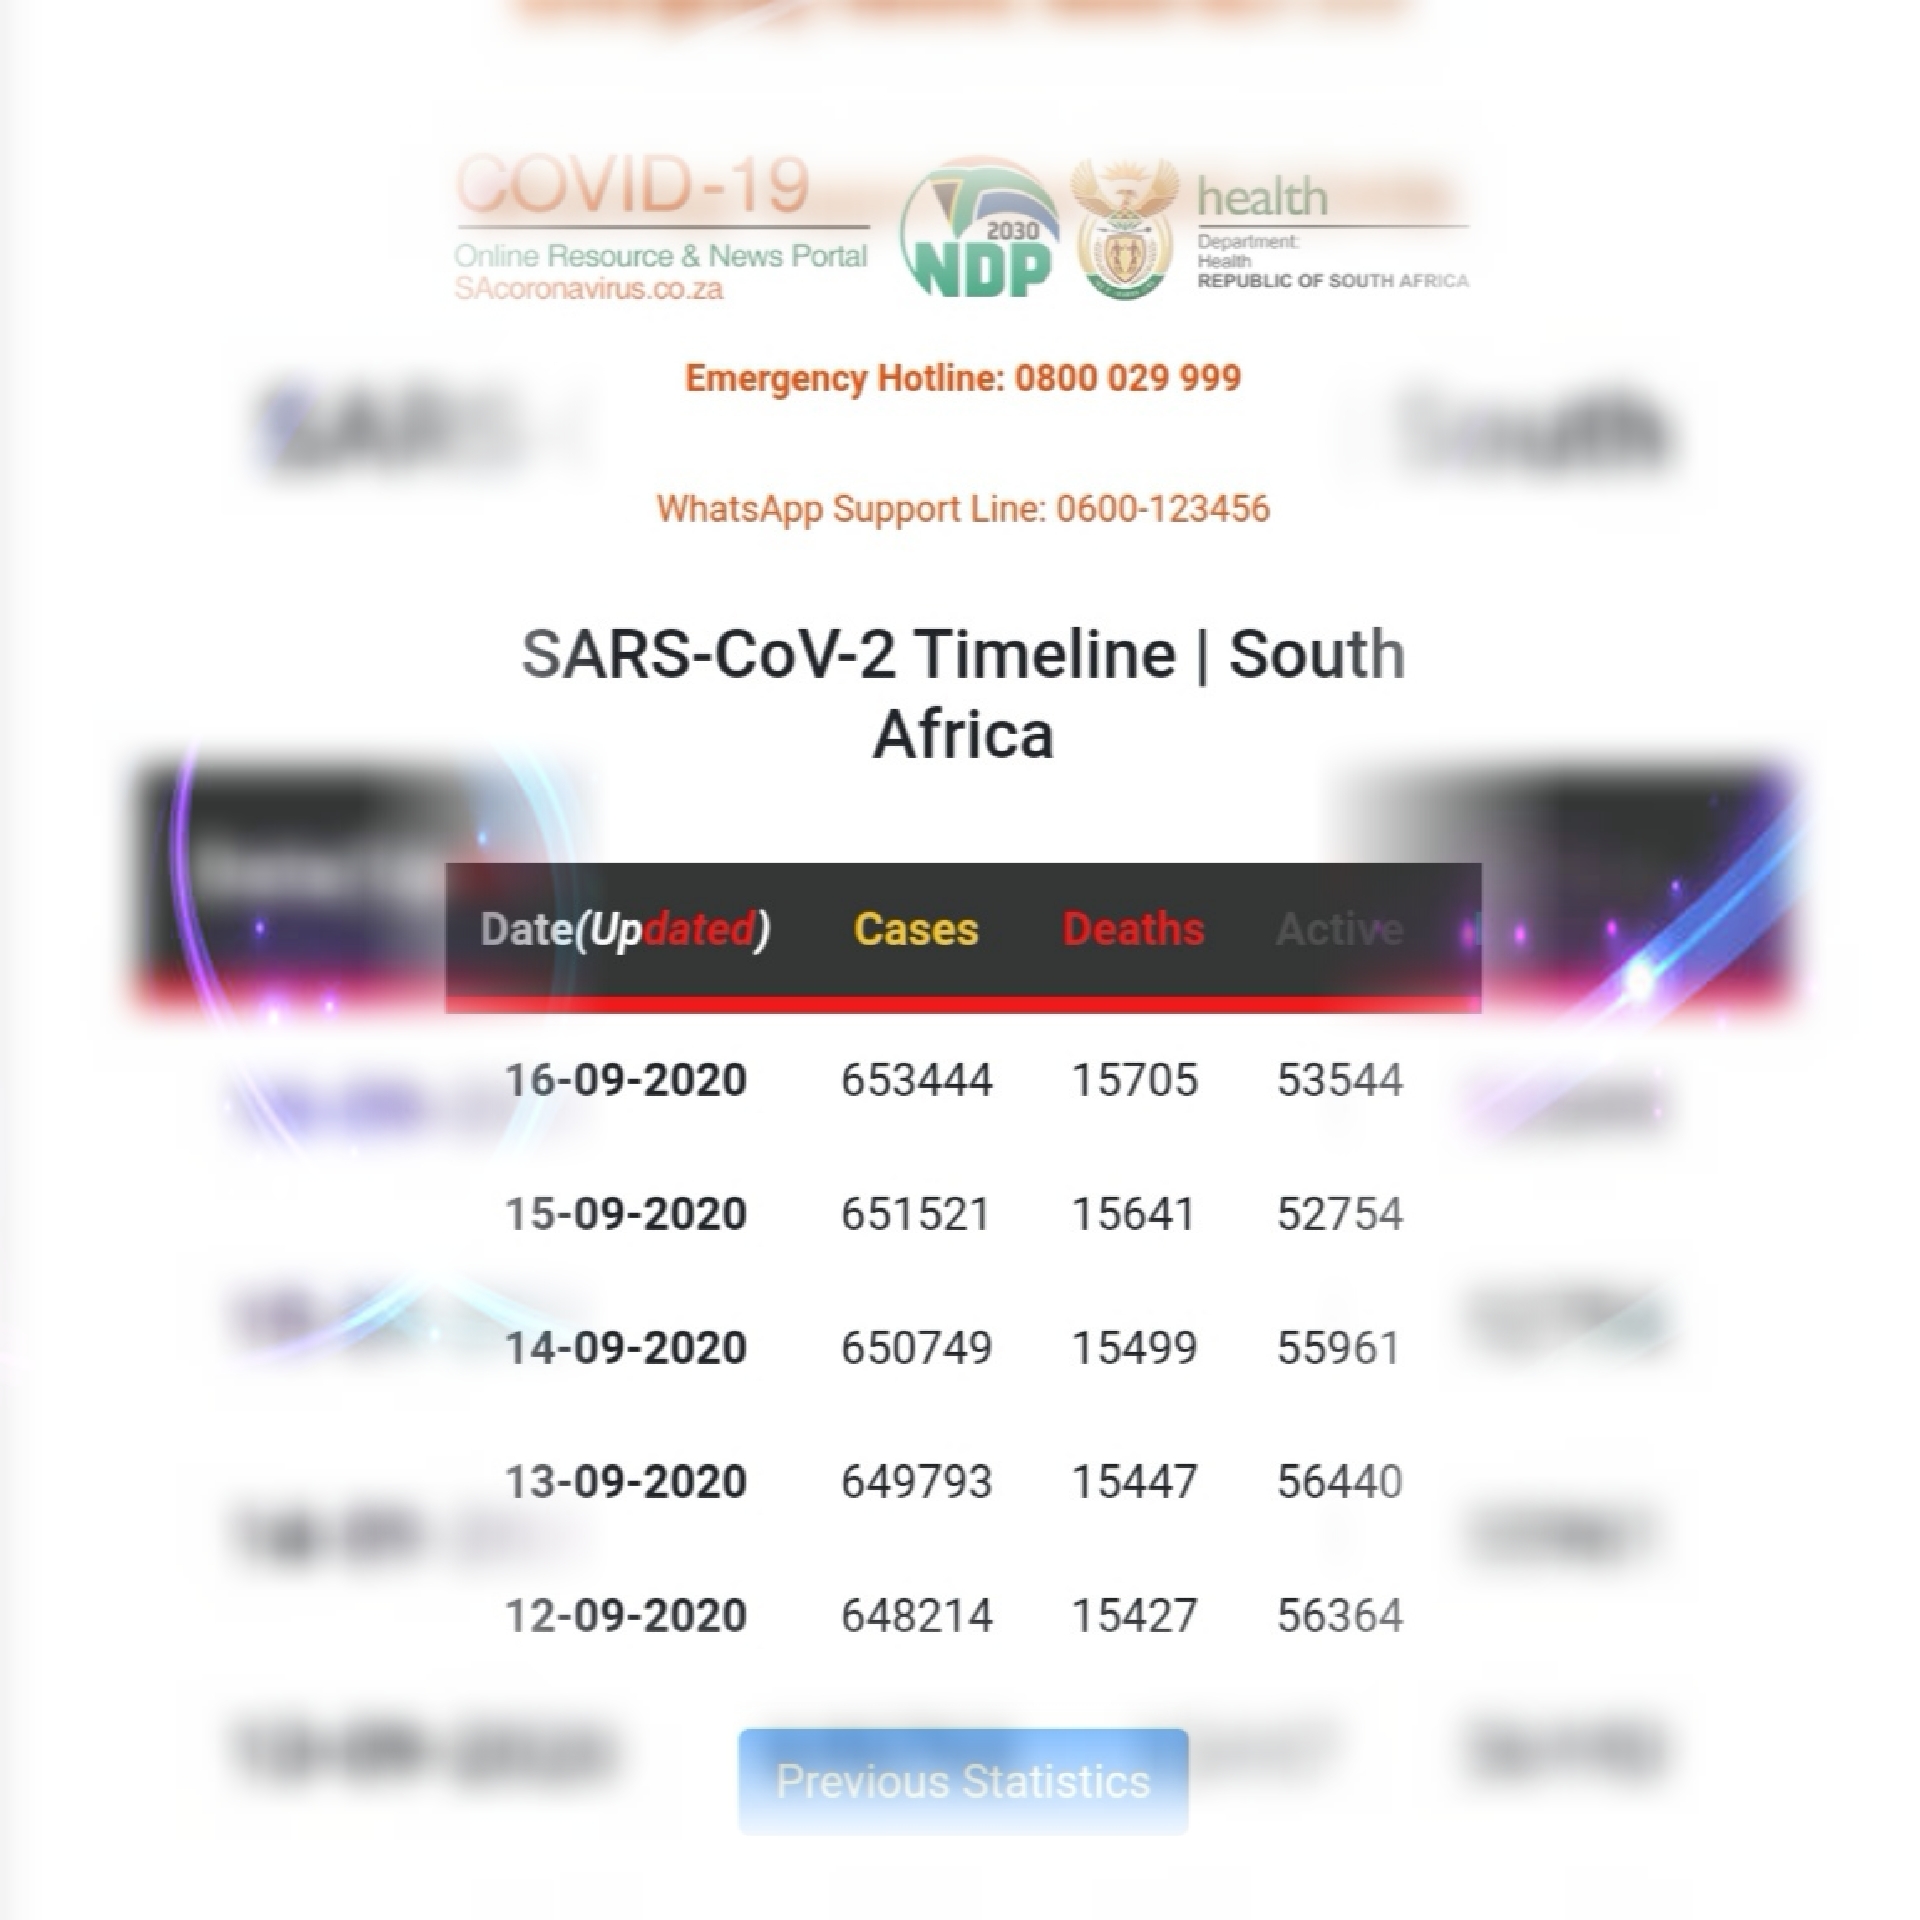 COVID-19
Online Resource & News Portal
SAcoronavirus.co.za
2030
NDP
health
Department:
Health
REPUBLIC OF SOUTH AFRICA
Emergency Hotline: 0800 029 999
SARS-
South
WhatsApp Support Line: 0600-123456
SARS-CoV-2 Timeline | South
Africa
Date(Updated) Cases Deaths Active
16-09-2020 653444 15705 53544
15-09-2020 651521 15641 52754
14-09-2020 650749 15499 55961
13-09-2020 649793 15447 56440
12-09-2020 648214 15427 56364
Previous Statistics